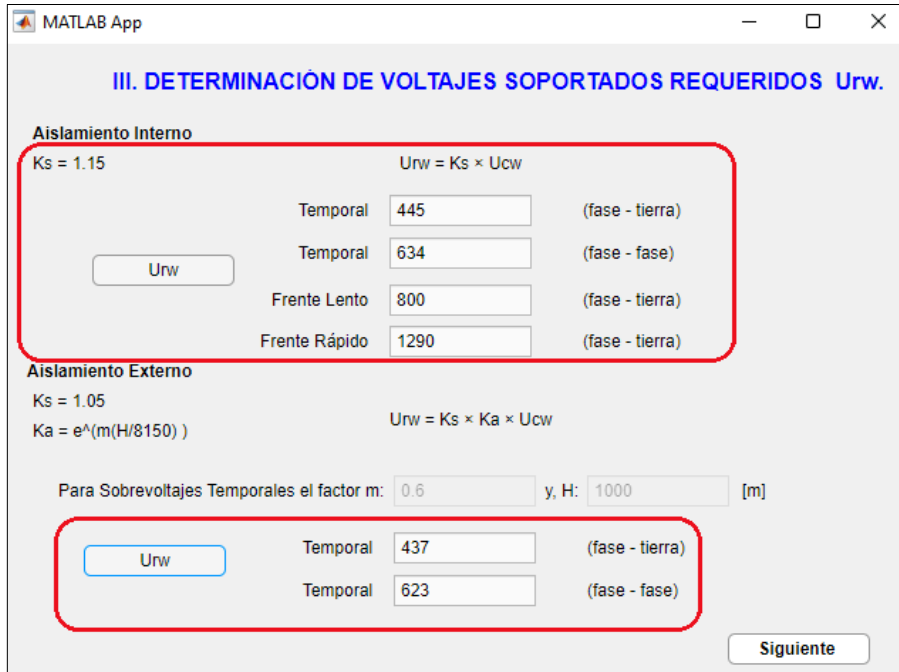 MATLAB App
III. DETERMINACIÓN DE VOLTAJES SOPORTADOS REQUERIDOS Urw.
Aislamiento Interno
Ks = 1.15 Urw = Ks × Ucw
Temporal 445 (fase - tierra)
Temporal 634 (fase - fase)
Urw
Frente Lento 800 (fase - tierra)
Frente Rápido 1290 (fase - tierra)
Aislamiento Externo
Ks = 1.05
Urw = Ks × Ka × Ucw
Ka = e^(m(H/8150) )
Para Sobrevoltajes Temporales el factor m: 0.6 y, H: 1000 [m]
Urw Temporal 437 (fase - tierra)
Temporal 623 (fase - fase)
Siguiente